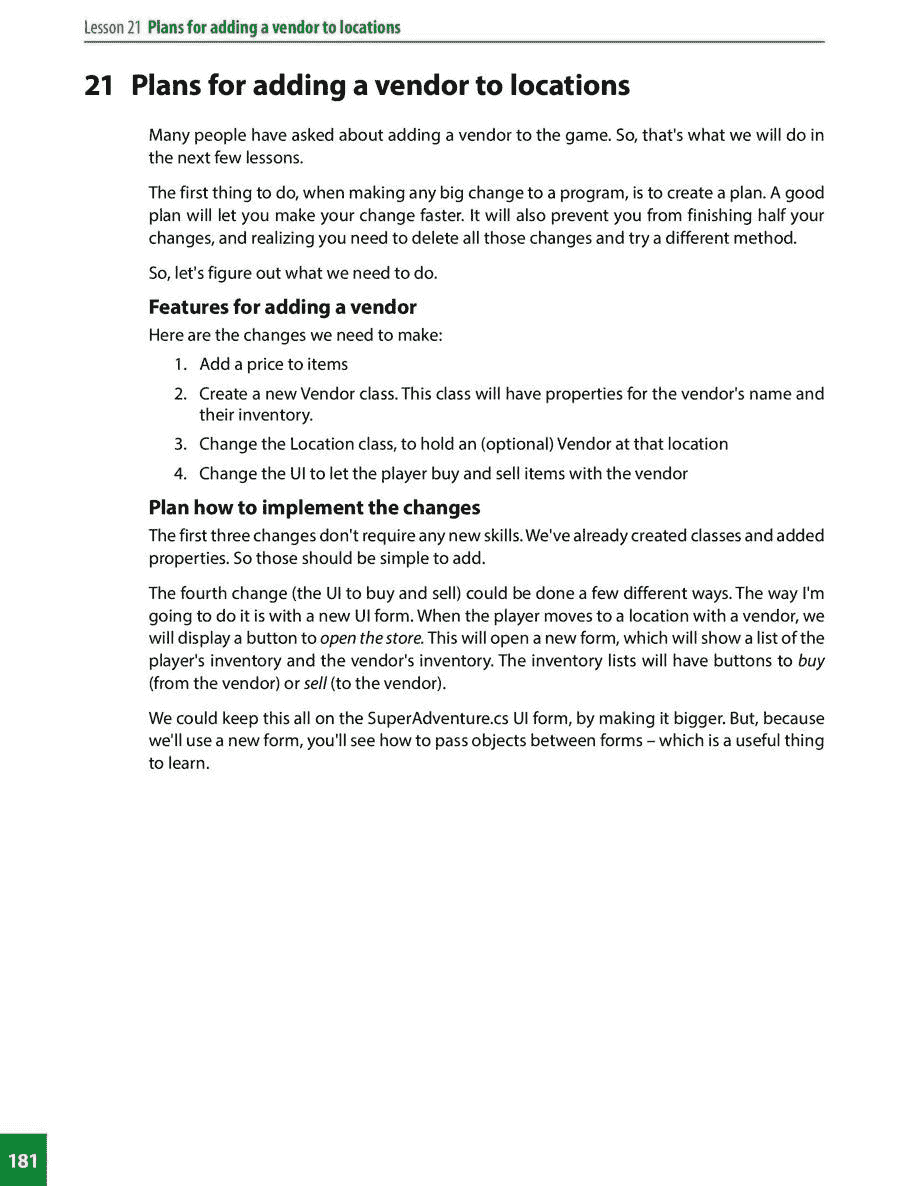 Lesson 21 Plans for adding a vendor to locations
21 Plans for adding a vendor to locations
Many people have asked about adding a vendor to the game. So, that's what we will do in
the next few lessons.
The first thing to do, when making any big change to a program, is to create a plan. A good
plan will let you make your change faster. It will also prevent you from finishing half your
changes, and realizing you need to delete all those changes and try a different method.
So, let's figure out what we need to do.
Features for adding a vendor
Here are the changes we need to make:
1. Add a price to items
2. Create a new Vendor class. This class will have properties for the vendor's name and
their inventory.
3. Change the Location class, to hold an (optional) Vendor at that location
4. Change the UI to let the player buy and sell items with the vendor
Plan how to implement the changes
The first three changes don't require any new skills. We've already created classes and added
properties. So those should be simple to add.
The fourth change (the UI to buy and sell) could be done a few different ways. The way I'm
going to do it is with a new UI form. When the player moves to a location with a vendor, we
will display a button to open the store. This will open a new form, which will show a list of the
player's inventory and the vendor's inventory. The inventory lists will have buttons to buy
(from the vendor) or sell (to the vendor).
We could keep this all on the SuperAdventure.cs UI form, by making it bigger. But, because
we'll use a new form, you'll see how to pass objects between forms – which is a useful thing
to learn.
181